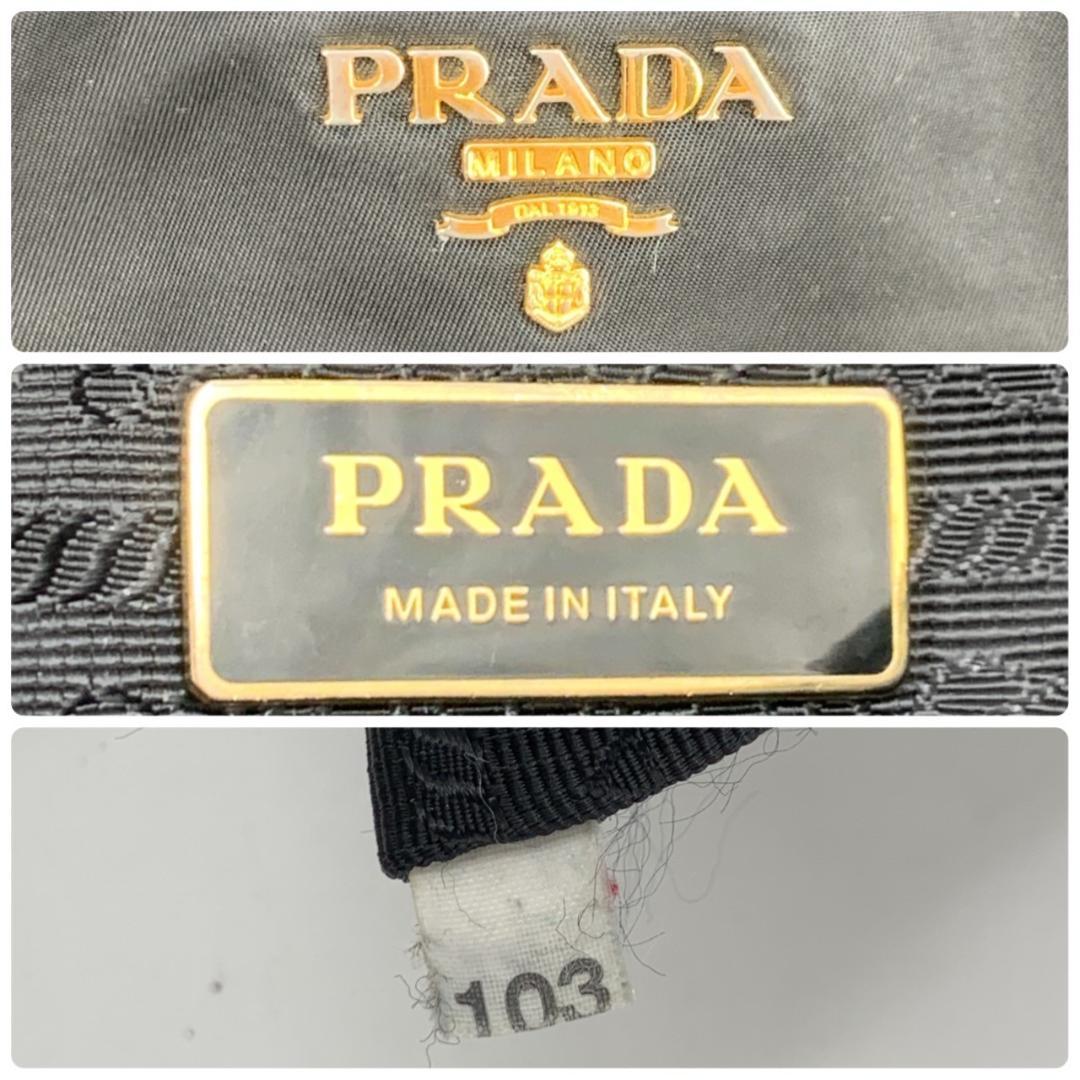 PRADA
MILANO
DAL 1913
PRADA
MADE IN ITALY
103